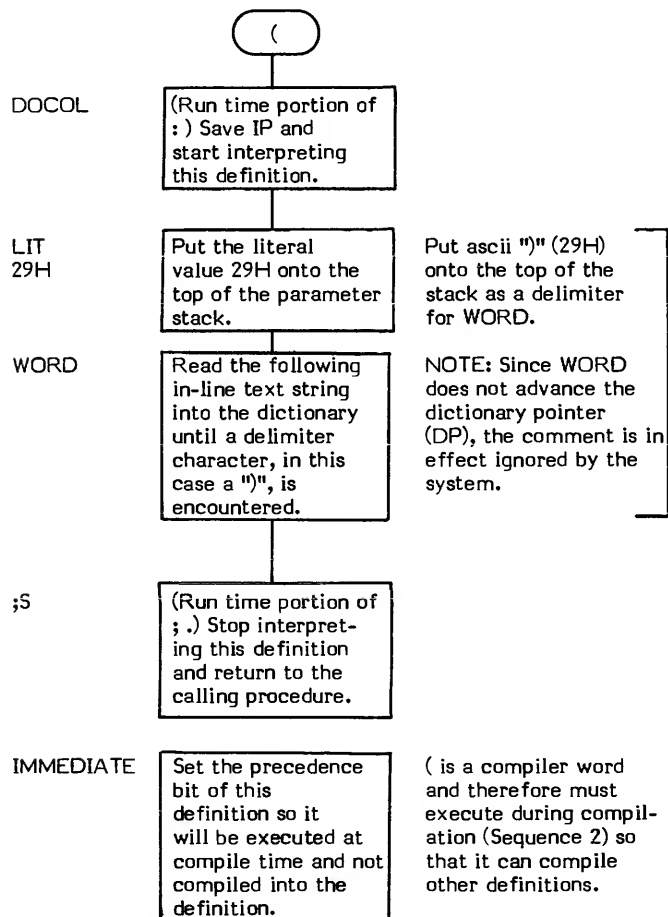 (
DOCOL
(Run time portion of
: ) Save IP and
start interpreting
this definition.
LIT
29H
Put the literal
value 29H onto the
top of the parameter
stack.
Put ascii ")" (29H)
onto the top of the
stack as a delimiter
for WORD.
WORD
Read the following
in-line text string
into the dictionary
until a delimiter
character, in this
case a ")", is
encountered.
NOTE: Since WORD
does not advance the
dictionary pointer
(DP), the comment is in
effect ignored by the
system.
;S
(Run time portion of
; .) Stop interpret-
ing this definition
and return to the
calling procedure.
IMMEDIATE
Set the precedence
bit of this
definition so it
will be executed at
compile time and not
compiled into the
definition.
( is a compiler word
and therefore must
execute during compil-
ation (Sequence 2) so
that it can compile
other definitions.